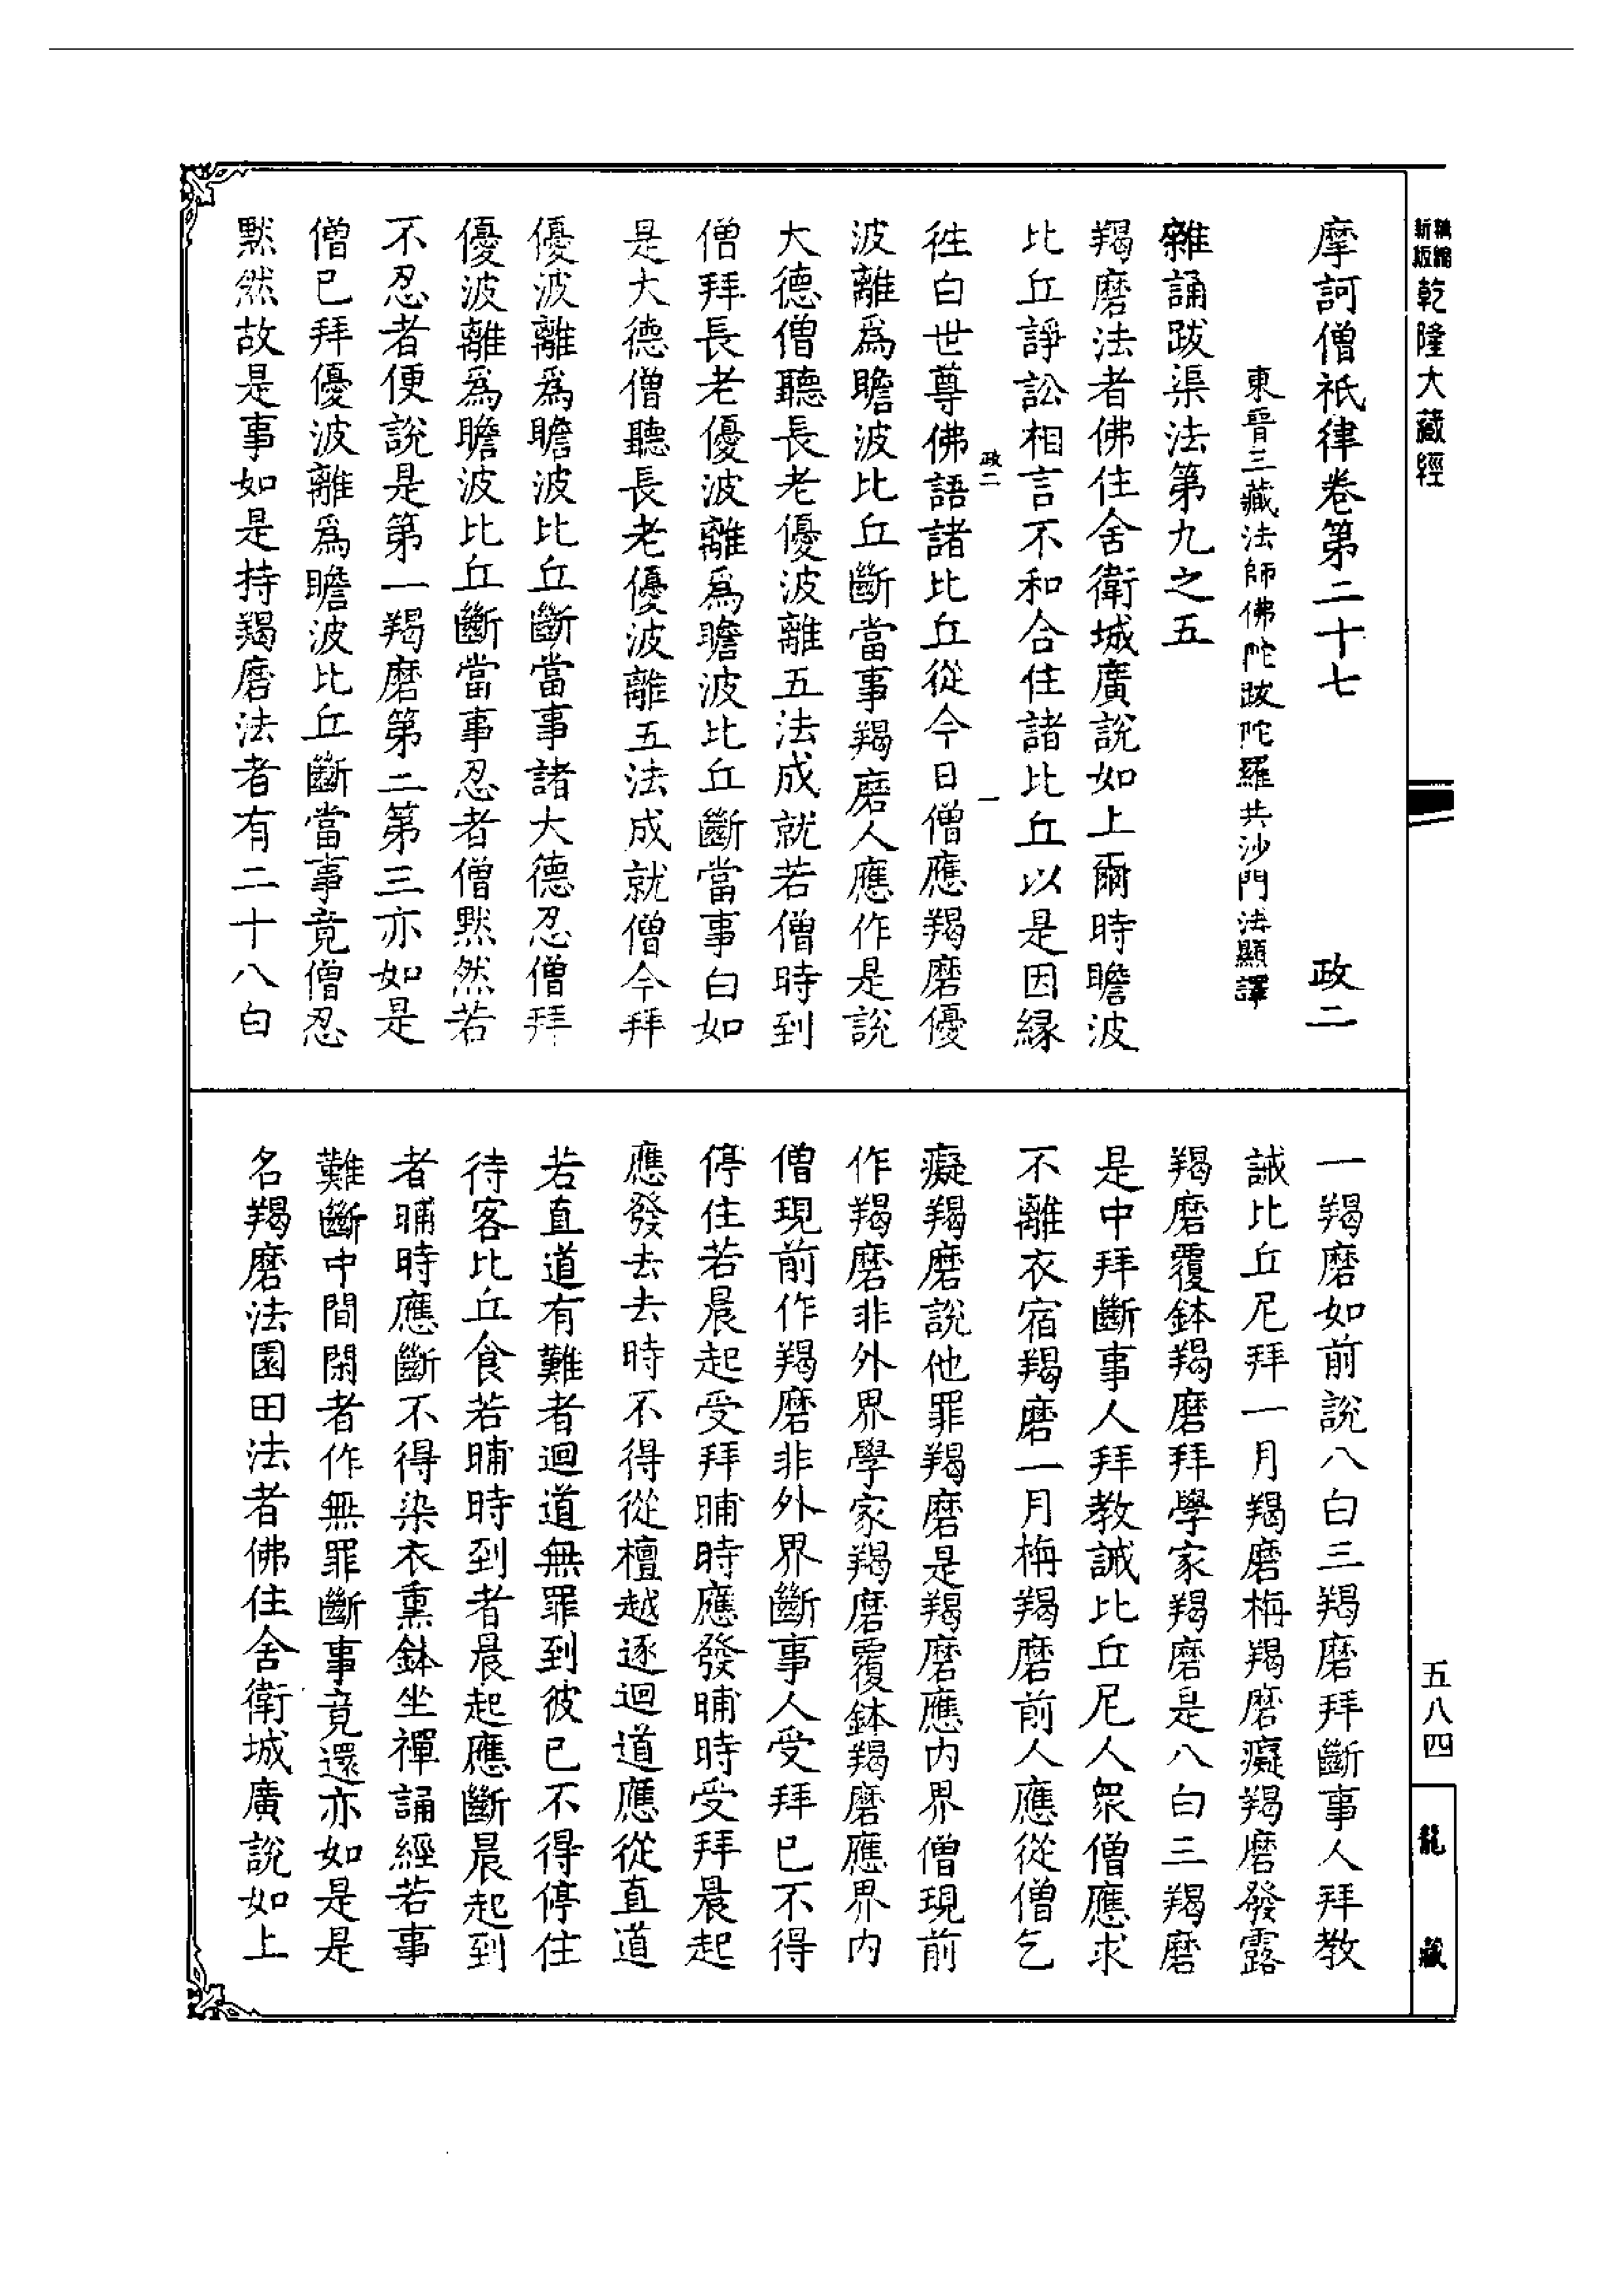 新版精縮乾隆大藏經
摩訶僧祇律卷第二十七　政二
東晉三藏法師佛陀跋陀羅共沙門法顯譯
雜誦跋渠法第九之五
羯磨法者佛住舍衛城廣說如上爾時瞻波
比丘諍訟相言不和合住諸比丘以是因緣
政二　一
往白世尊佛語諸比丘從今日僧應羯磨優
波離爲瞻波比丘斷當事羯磨人應作是說
大德僧聽長老優波離五法成就若僧時到
僧拜長老優波離爲瞻波比丘斷當事白如
是大德僧聽長老優波離五法成就僧今拜
優波離爲瞻波比丘斷當事諸大德忍僧拜
優波離爲瞻波比丘斷當事忍者僧默然若
不忍者便說是第一羯磨第二第三亦如是
僧已拜優波離爲瞻波比丘斷當事竟僧忍
默然故是事如是持羯磨法者有二十八白
一羯磨如前說八白三羯磨拜斷事人拜教
誡比丘尼拜一月羯磨栴羯磨癡羯磨發露
羯磨覆鉢羯磨拜學家羯磨是八白三羯磨
是中拜斷事人拜教誡比丘尼人眾僧應求
不離衣宿羯磨一月栴羯磨前人應從僧乞
癡羯磨說他罪羯磨是羯磨應內界僧現前
作羯磨非外界學家羯磨覆鉢羯磨應界內
僧現前作羯磨非外界斷事人受拜已不得
停住若晨起受拜晡時應發晡時受拜晨起
應發去去時不得從檀越逐迴道應從直道
若直道有難者迴道無罪到彼已不得停住
待客比丘食若晡時到者晨起應斷晨起到
者晡時應斷不得染衣熏鉢坐禪誦經若事
難斷中間閑者作無罪斷事竟還亦如是是
名羯磨法園田法者佛住舍衛城廣說如上
五八四
龍藏